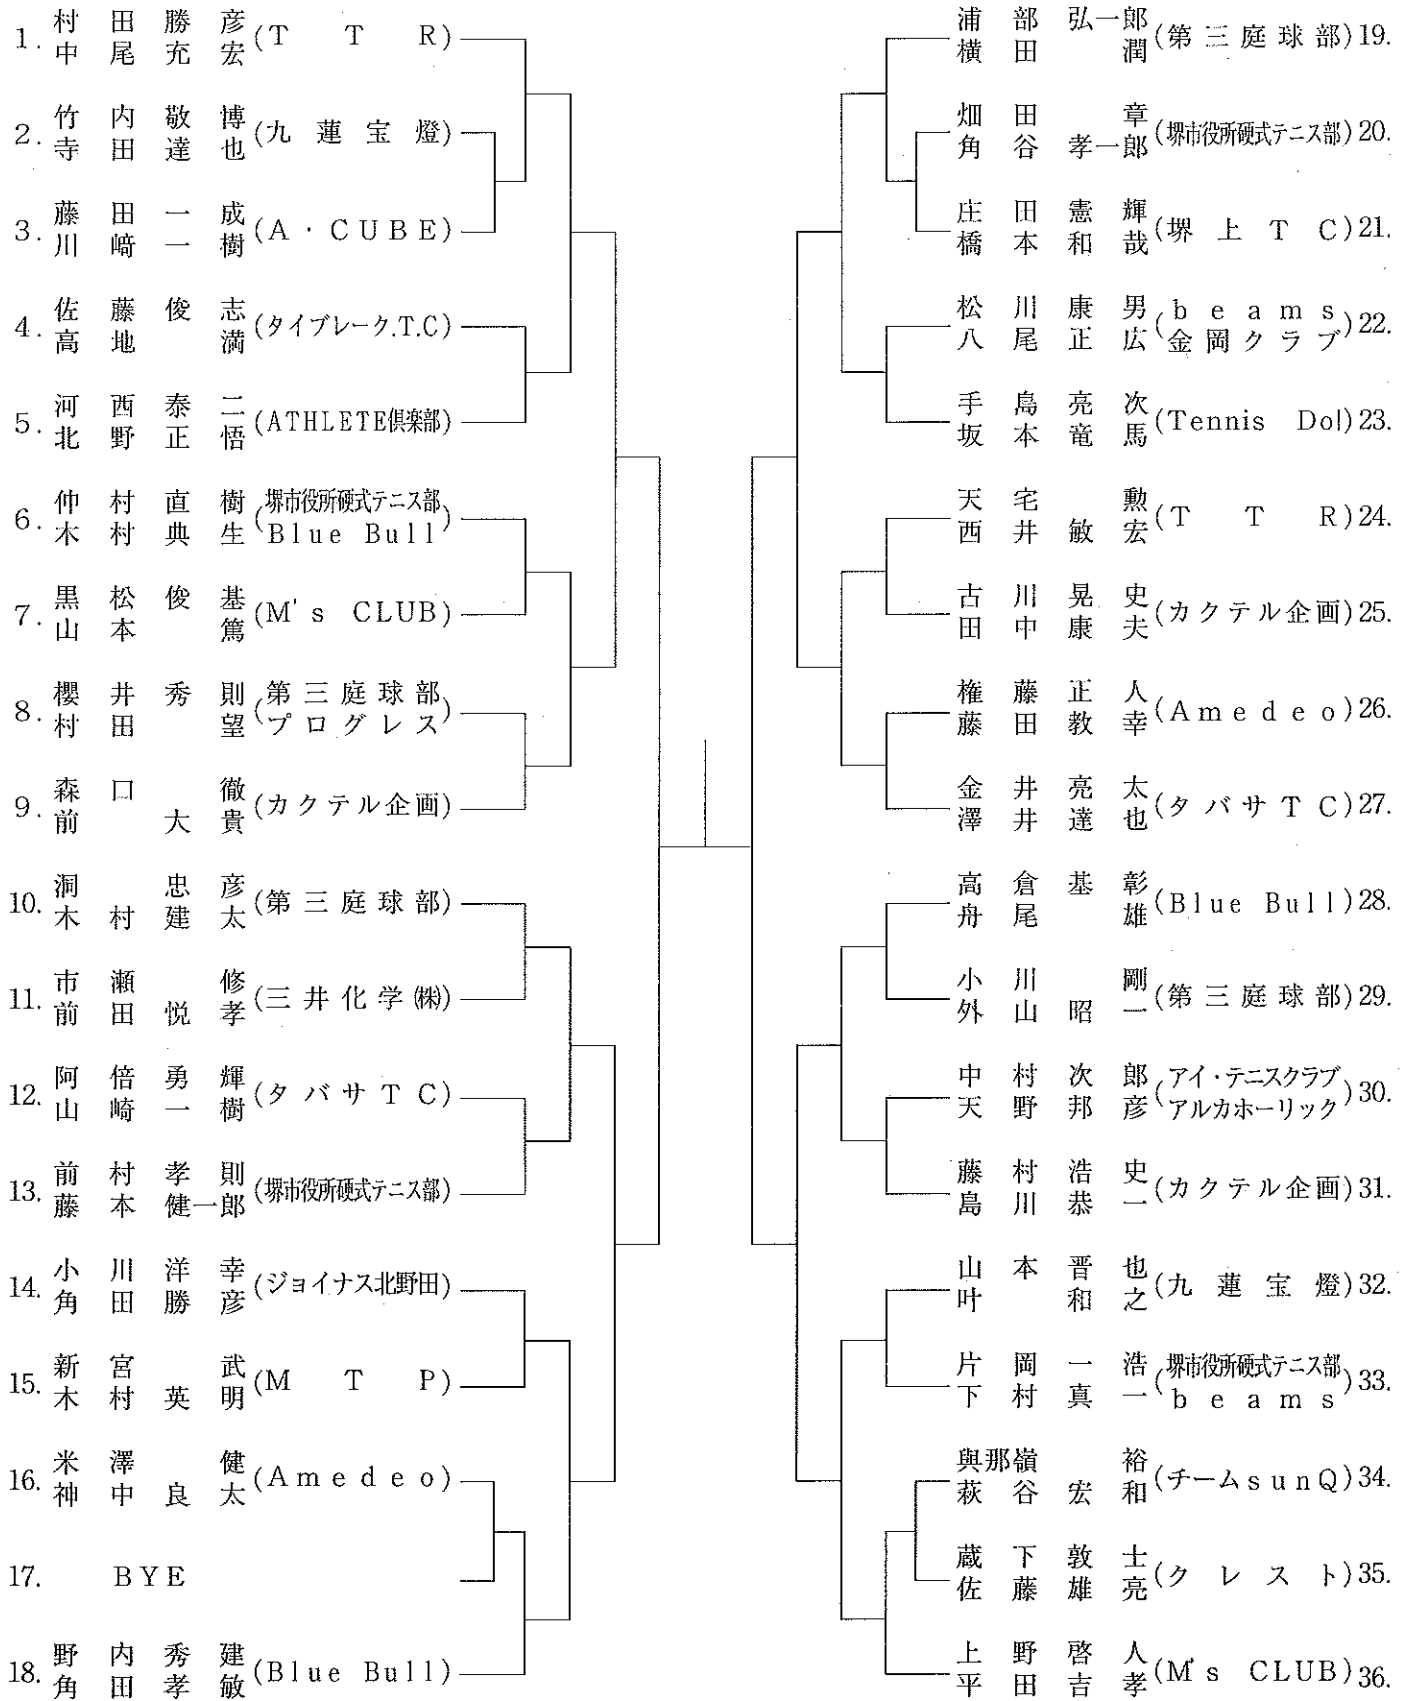 1. 村田勝彦 (TTR)
中尾充宏
2. 竹内敬博 (九蓮宝燈)
寺田達也
3. 藤田一成 (A・CUBE)
川﨑一樹
4. 佐藤俊志 (タイブレーク.T.C)
高地満
5. 河西泰二 (ATHLETE倶楽部)
北野正悟
6. 仲村直樹 (堺市役所硬式テニス部
木村典生 Blue Bull)
7. 黒松俊基 (M's CLUB)
山本篤
8. 櫻井秀則 (第三庭球部
村田望 プログレス)
9. 森口徹 (カクテル企画)
前大貴
10. 洞忠彦 (第三庭球部)
木村建太
11. 市瀬修 (三井化学㈱)
前田悦孝
12. 阿倍勇輝 (タバサTC)
山崎一樹
13. 前村孝則 (堺市役所硬式テニス部)
藤本健一郎
14. 小川洋幸 (ジョイナス北野田)
角田勝彦
15. 新宮武 (MTP)
木村英明
16. 米澤健 (Amedeo)
神中良太
17. BYE
18. 野内秀建 (Blue Bull)
角田孝敏
浦部弘一郎 (第三庭球部) 19.
横田潤
畑田章 (堺市役所硬式テニス部) 20.
角谷孝一郎
庄田憲輝 (堺上TC) 21.
橋本和哉
松川康男 (beams
八尾正広 金岡クラブ) 22.
手島亮次 (Tennis Do!) 23.
坂本竜馬
天宅勲 (TTR) 24.
西井敏宏
古川晃史 (カクテル企画) 25.
田中康夫
権藤正人 (Amedeo) 26.
藤田教幸
金井亮太 (タバサTC) 27.
澤井達也
高倉基彰 (Blue Bull) 28.
舟尾雄
小川剛 (第三庭球部) 29.
外山昭一
中村次郎 (アイ・テニスクラブ
天野邦彦 アルカホーリック) 30.
藤村浩史 (カクテル企画) 31.
島川恭一
山本晋也 (九蓮宝燈) 32.
叶和之
片岡一浩 (堺市役所硬式テニス部
下村真一 beams) 33.
與那嶺裕 (チームsunQ) 34.
萩谷宏和
蔵下敦士 (クレスト) 35.
佐藤雄亮
上野啓人 (M's CLUB) 36.
平田吉孝